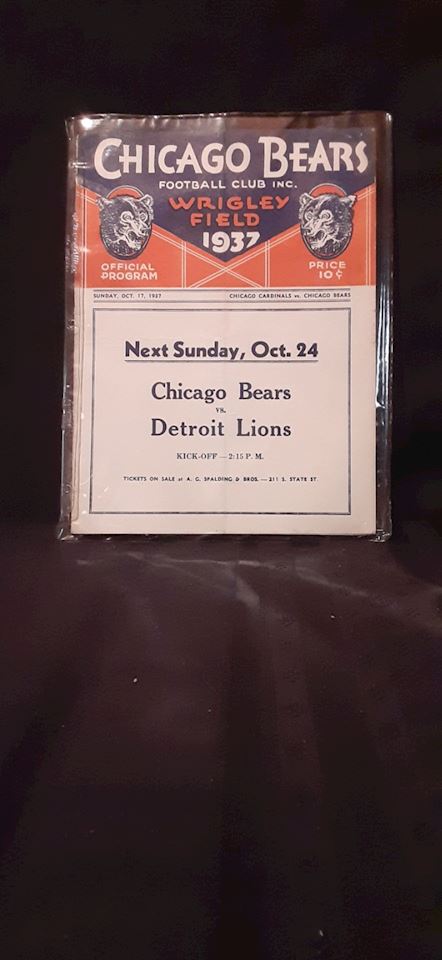 CHICAGO BEARS
FOOTBALL CLUB INC.
WRIGLEY
FIELD
1937
OFFICIAL
PROGRAM
PRICE
10¢
SUNDAY, OCT. 17, 1937 CHICAGO CARDINALS vs. CHICAGO BEARS
Next Sunday, Oct. 24
Chicago Bears
vs.
Detroit Lions
KICK-OFF — 2:15 P. M.
TICKETS ON SALE at A. G. SPALDING & BROS. — 211 S. STATE ST.